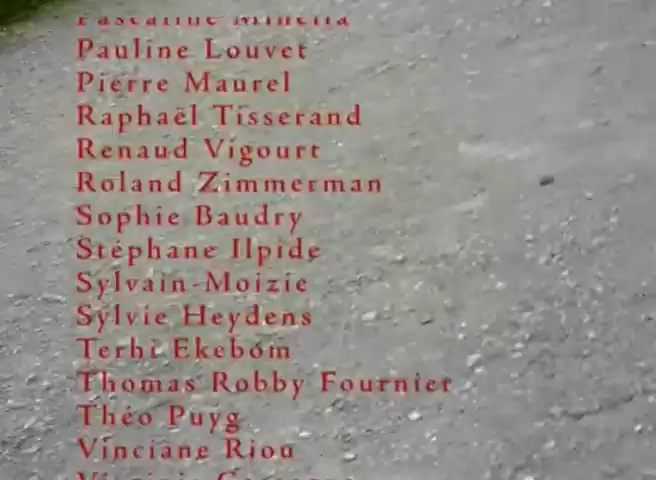 Pauline Louvet
Pierre Maurel
Raphaël Tisserand
Renaud Vigourt
Roland Zimmerman
Sophie Baudry
Stéphane Ilpide
Sylvain-Moizie
Sylvie Heydens
Terhi Ekebom
Thomas Robby Fournier
Théo Puyg
Vinciane Riou